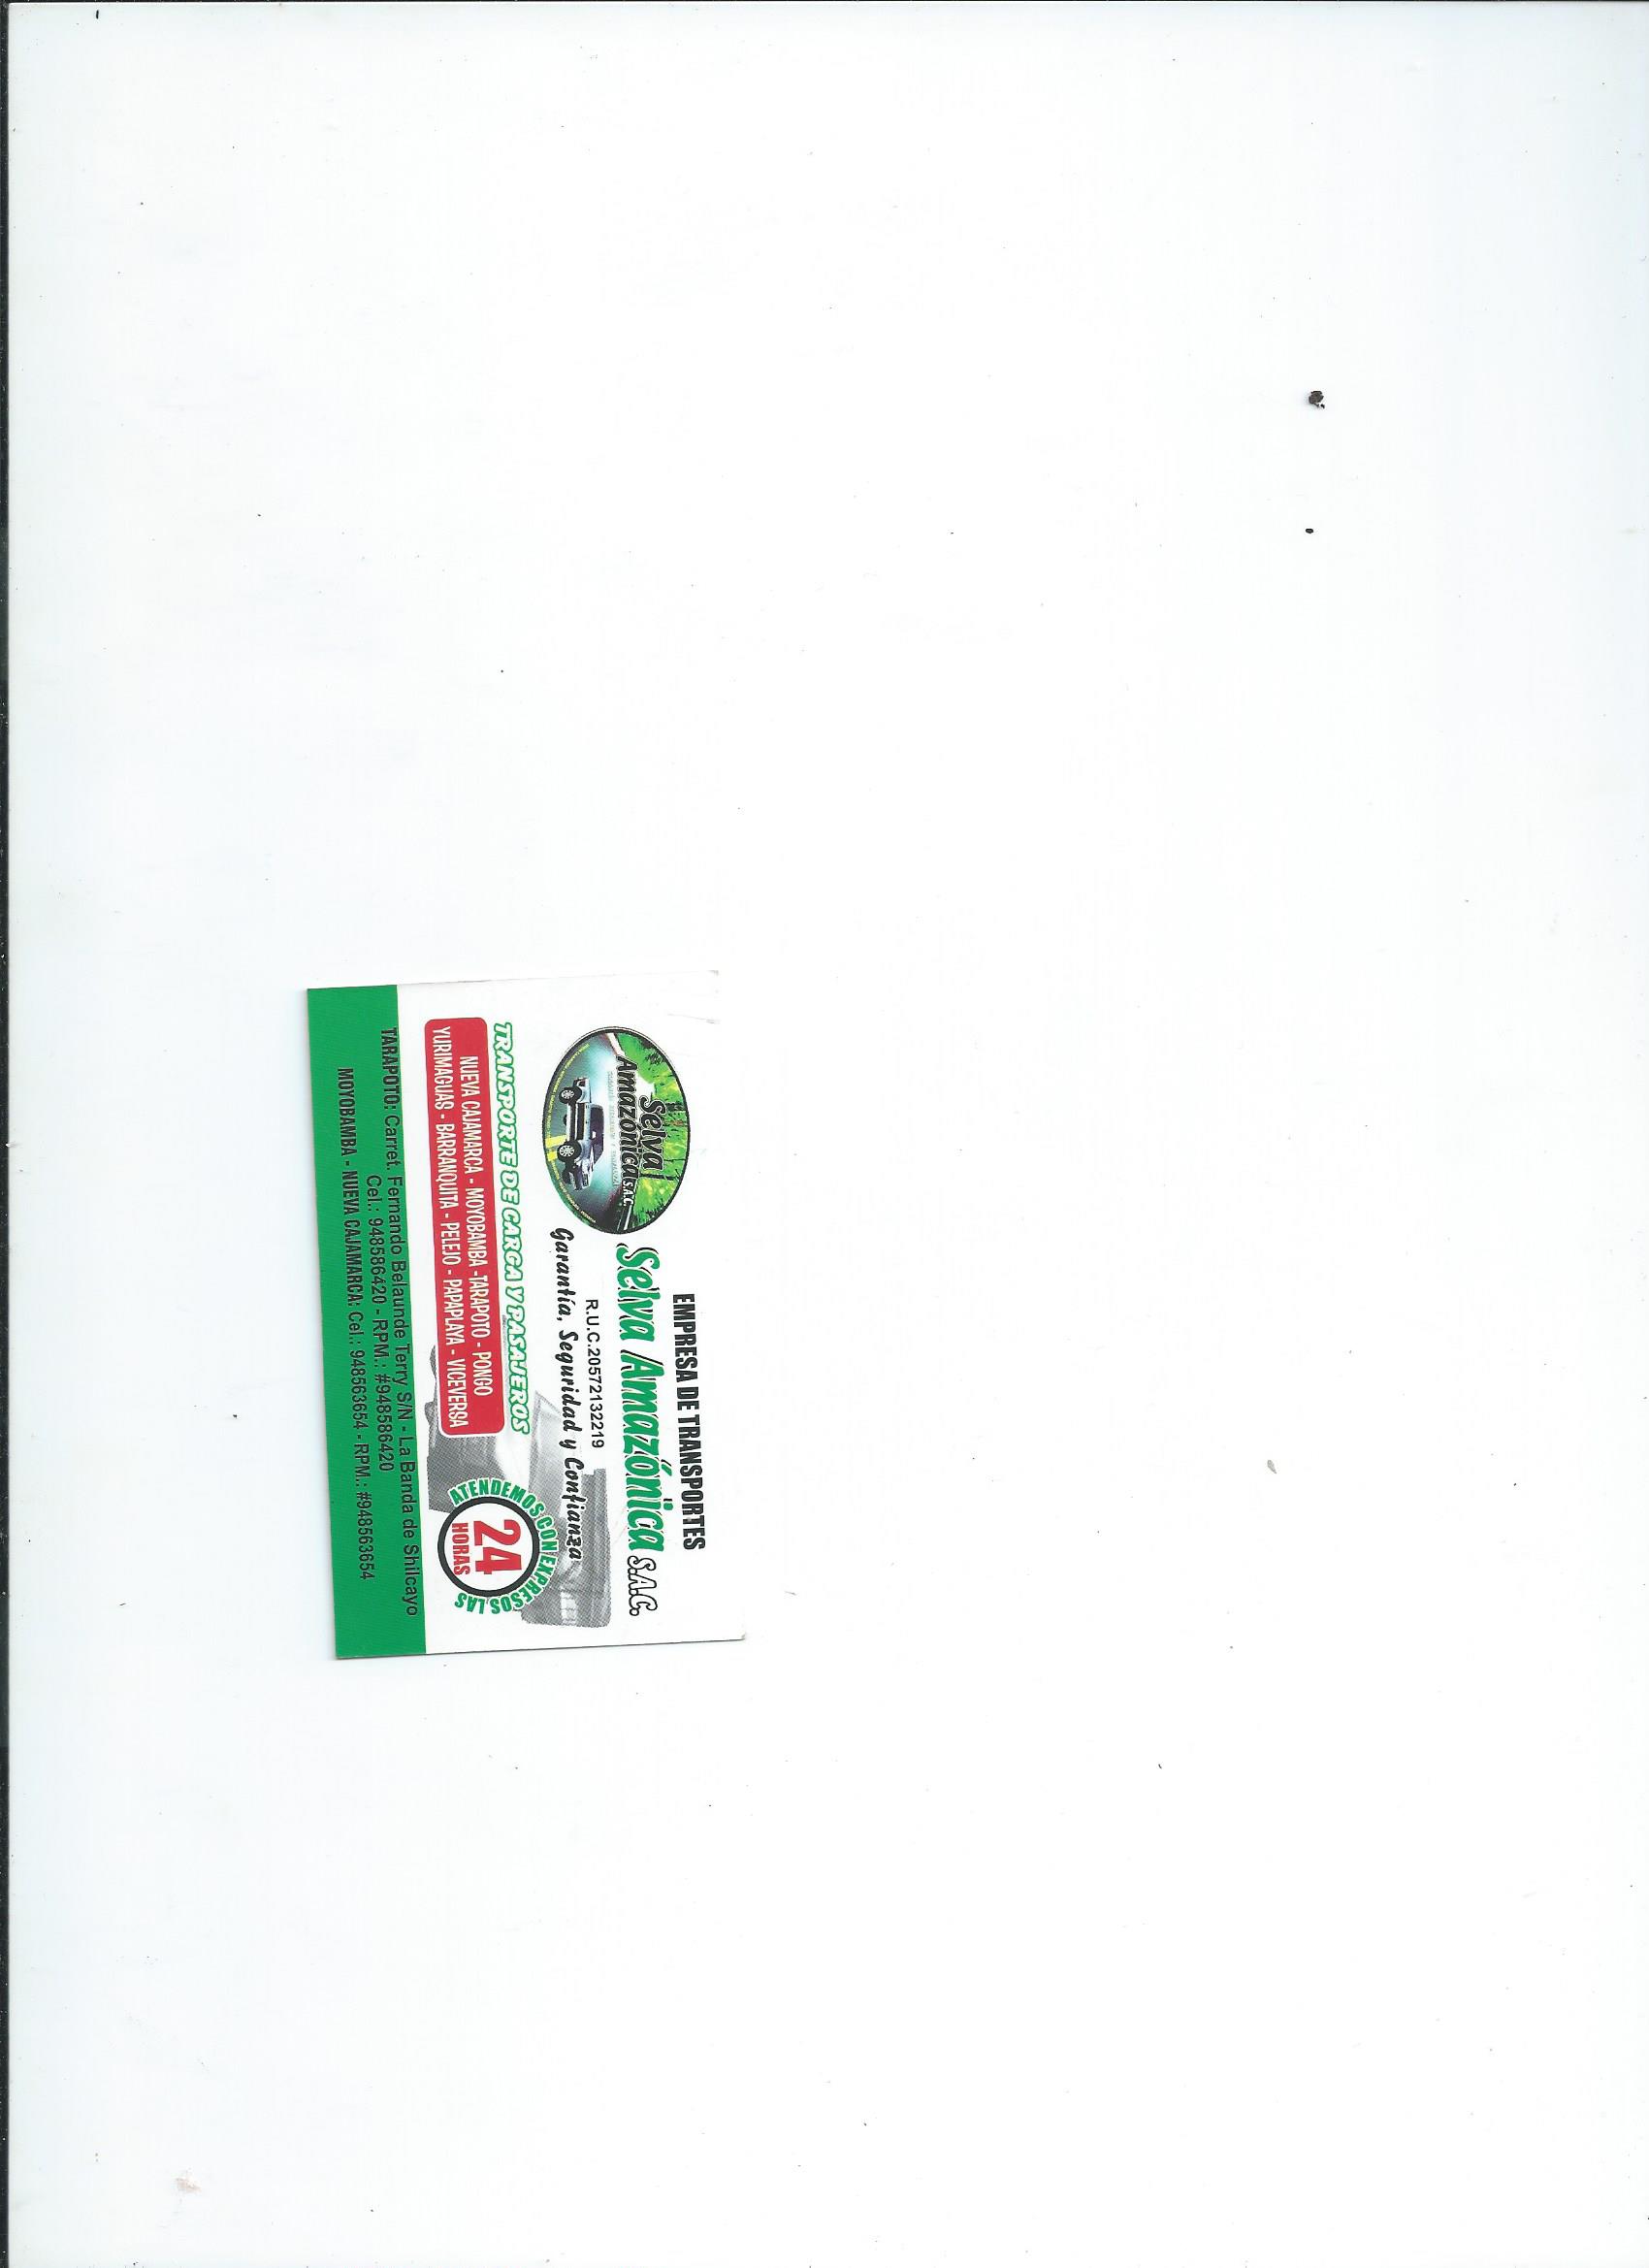 EMPRESA DE TRANSPORTES
Selva Amazónica S.A.C.
R.U.C.20572132219
Garantía, Seguridad y Confianza
Selva
Amazónica S.A.C.
TRANSPORTE DE CARGA Y PASAJEROS
NUEVA CAJAMARCA - MOYOBAMBA -TARAPOTO - PONGO
YURIMAGUAS - BARRANQUITA - PELEJO - PAPAPLAYA - VICEVERSA
ATENDEMOS CON EXPRESOS LAS
24
HORAS
TARAPOTO: Carret. Fernando Belaunde Terry S/N - La Banda de Shilcayo
Cel.: 948586420 - RPM.: #948586420
MOYOBAMBA - NUEVA CAJAMARCA: Cel.: 948563654 - RPM.: #948563654